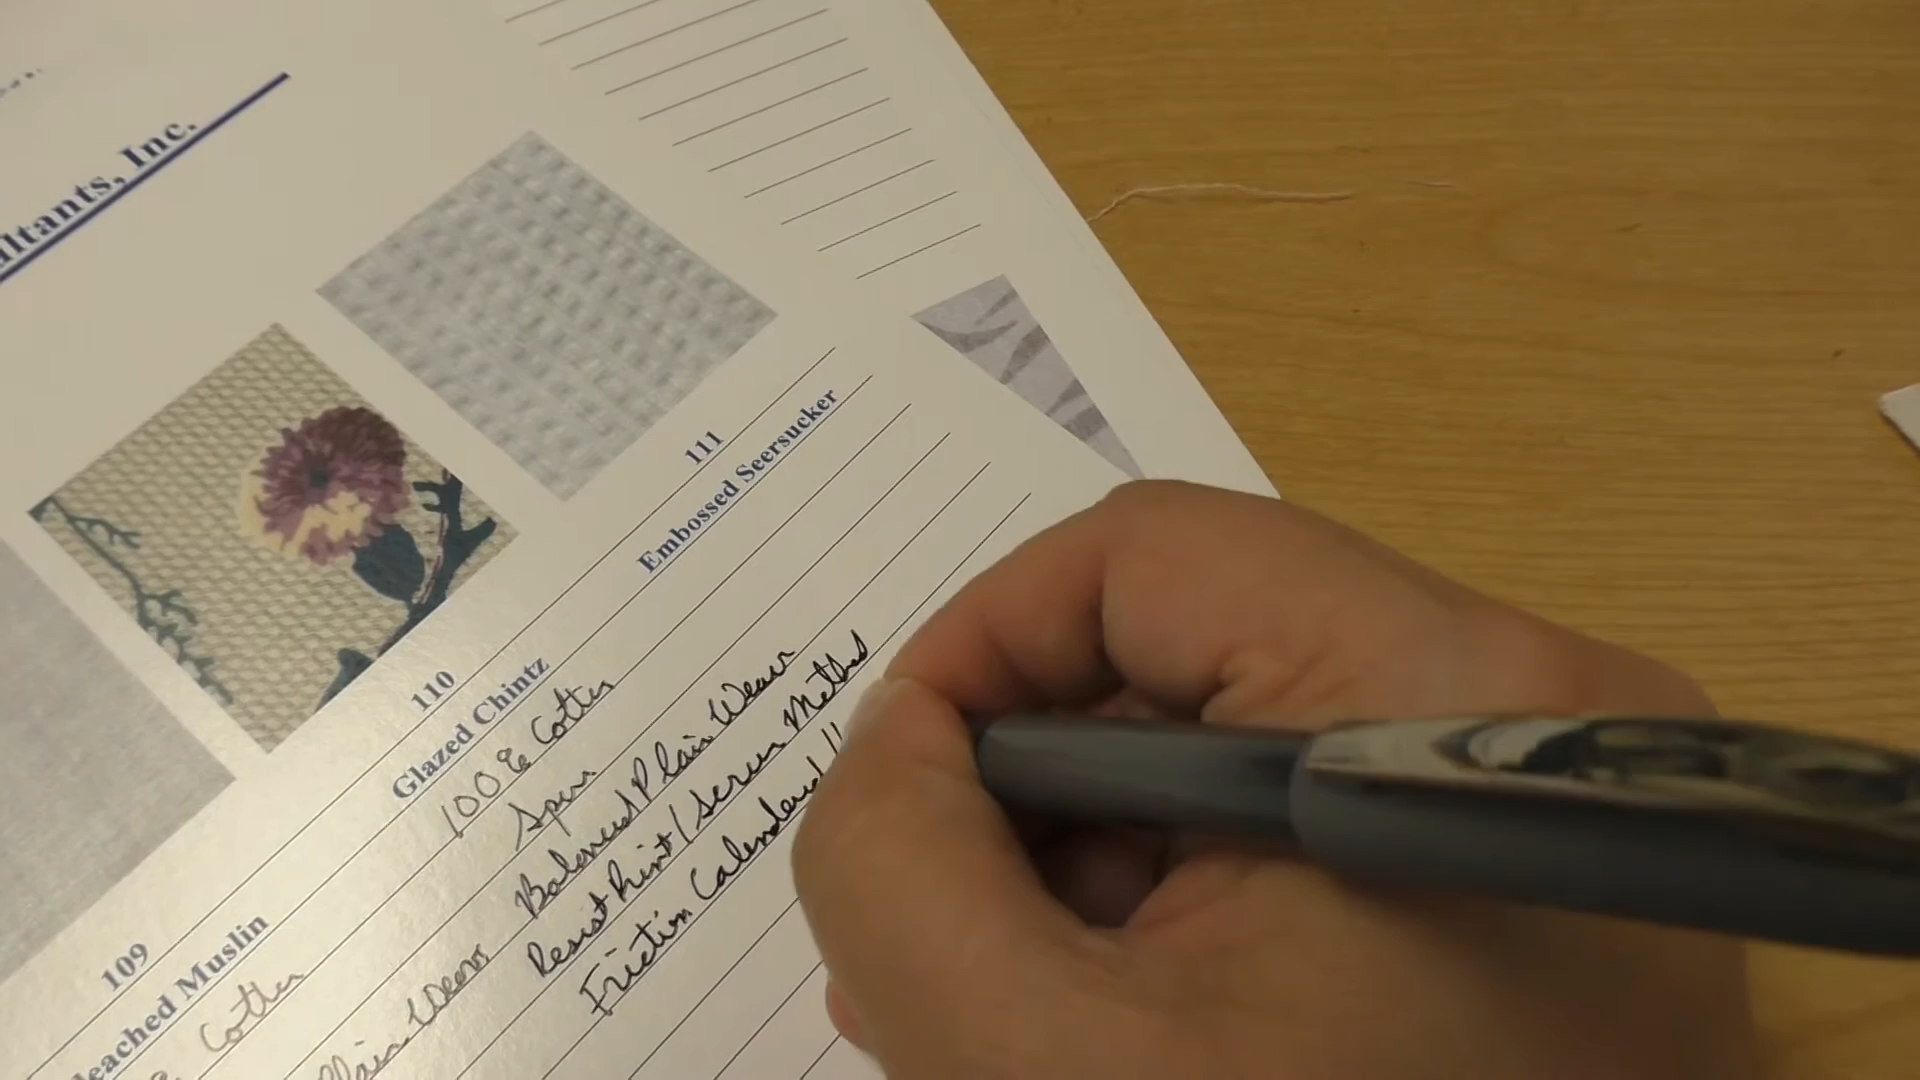 ultants, Inc.
111
Embossed Seersucker
110
Glazed Chintz
100% Cotton
Spun
Balanced Plain Weave
Resist Print / Screen Method
Friction Calendered
109
leached Muslin
% Cotton
Plain Weave